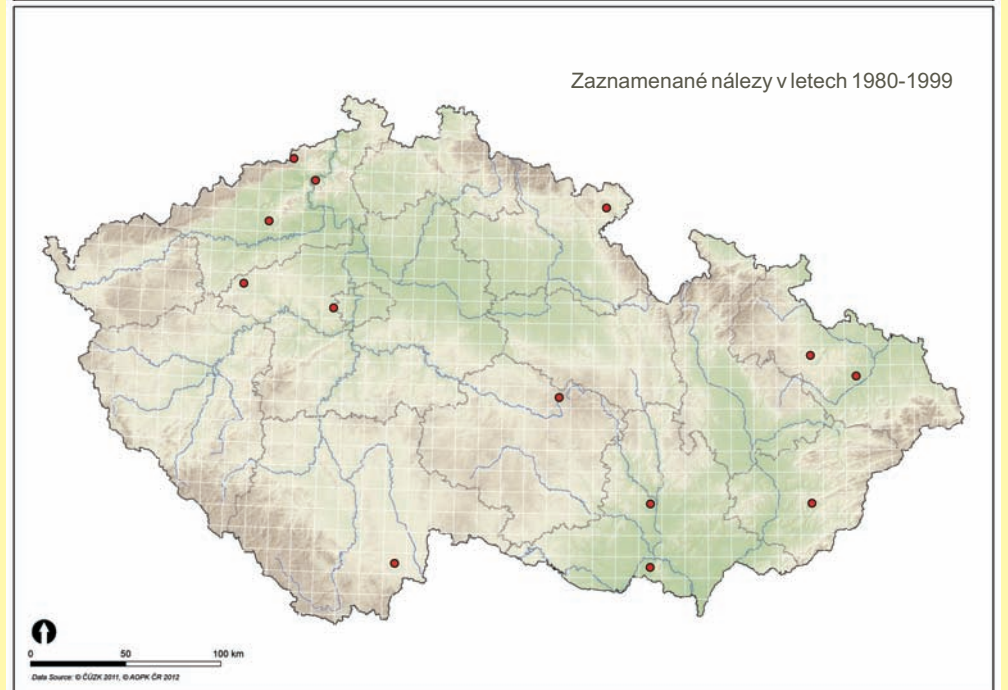 Zaznamenané nálezy v letech 1980-1999
0 50 100 km
Data Source: © ČÚZK 2011, © AOPK ČR 2012